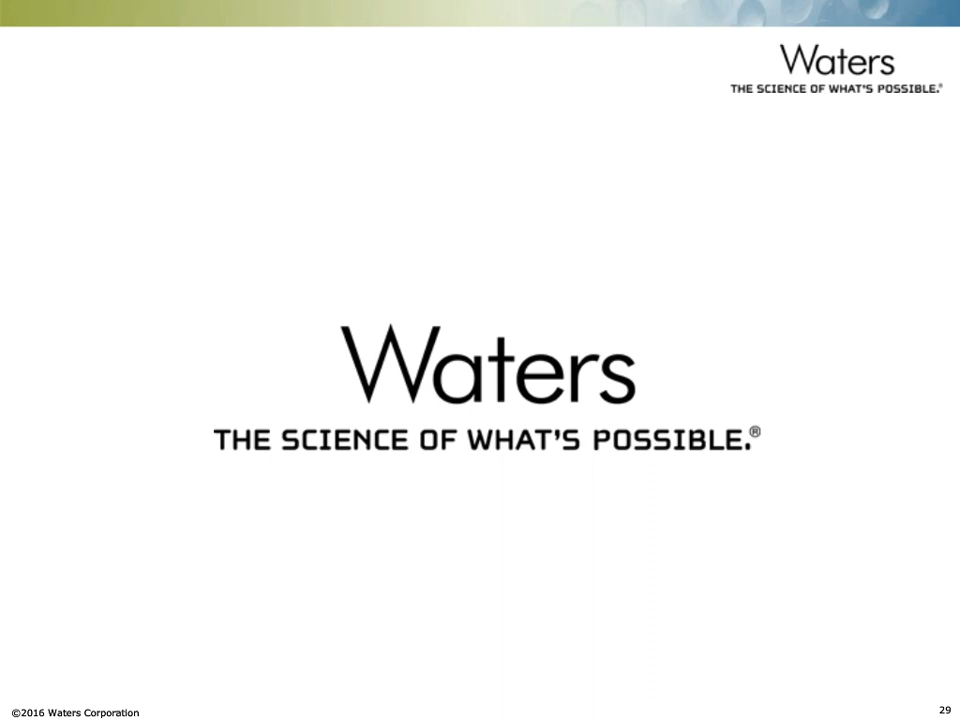 Waters
THE SCIENCE OF WHAT'S POSSIBLE.®
Waters
THE SCIENCE OF WHAT'S POSSIBLE.®
©2016 Waters Corporation
29